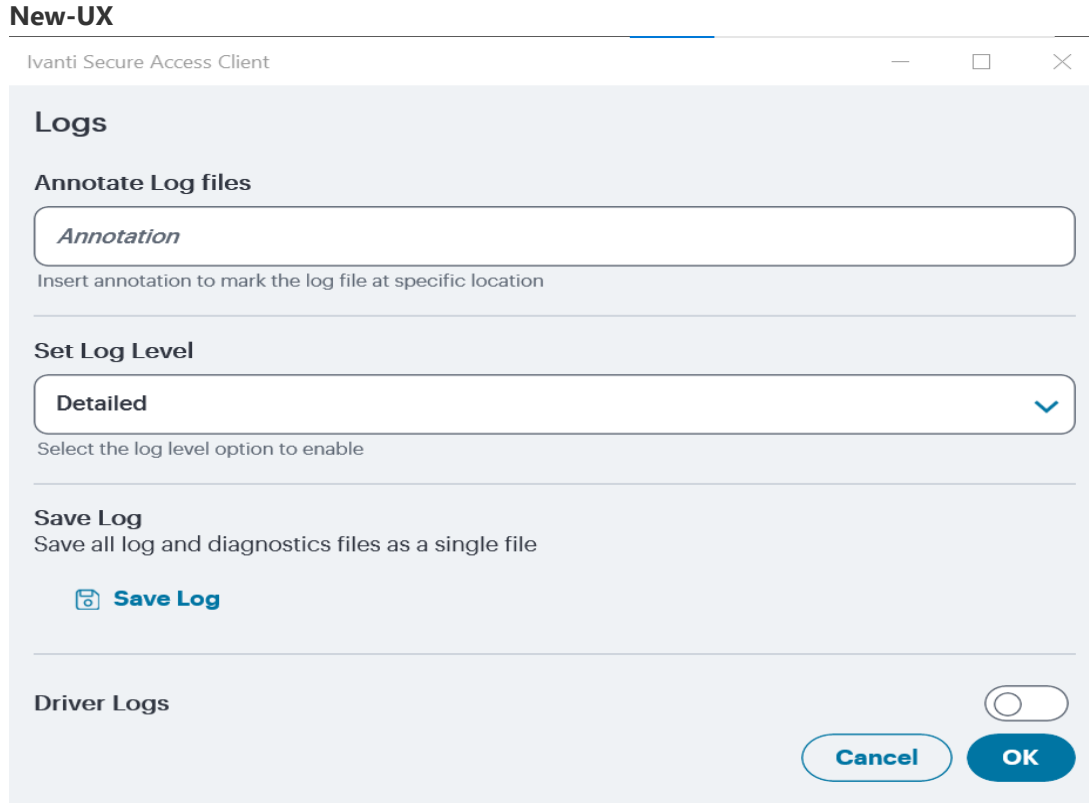 New-UX
Ivanti Secure Access Client
Logs
Annotate Log files
Annotation
Insert annotation to mark the log file at specific location
Set Log Level
Detailed
Select the log level option to enable
Save Log
Save all log and diagnostics files as a single file
Save Log
Driver Logs
Cancel OK